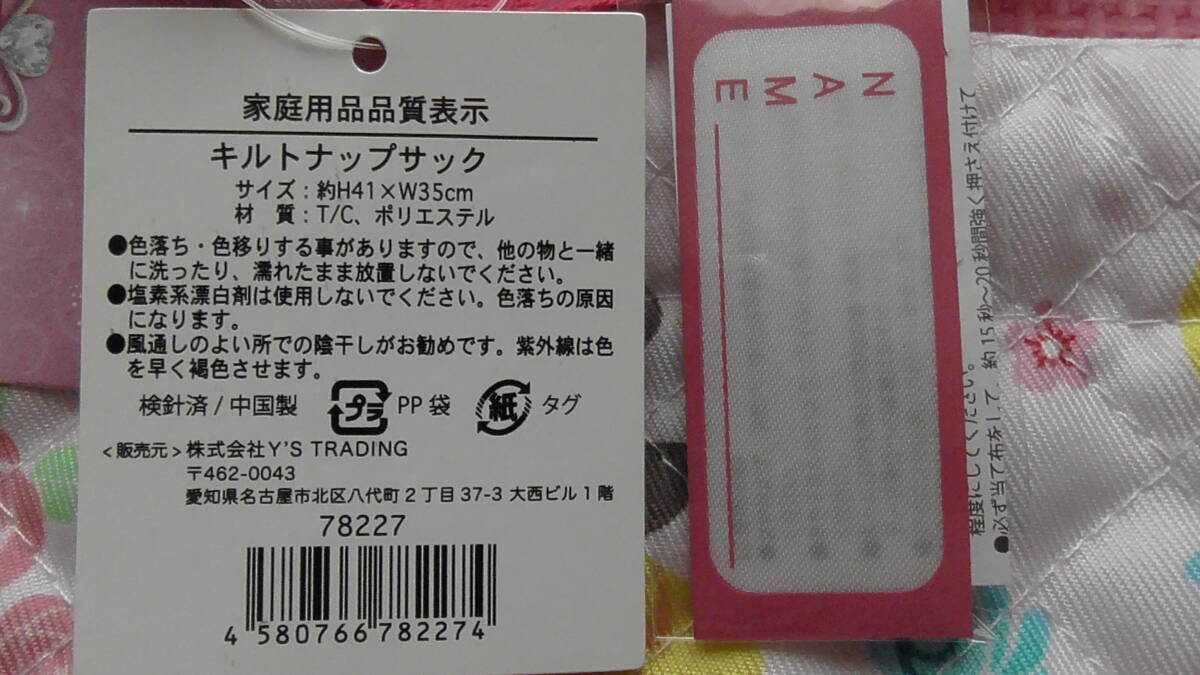 家庭用品品質表示
キルトナップサック
サイズ：約H41×W35cm
材　質：T/C、ポリエステル
●色落ち・色移りする事がありますので、他の物と一緒
に洗ったり、濡れたまま放置しないでください。
●塩素系漂白剤は使用しないでください。色落ちの原因
になります。
●風通しのよい所での陰干しがお勧めです。紫外線は色
を早く褐色させます。
検針済/中国製 プラ PP袋 紙 タグ
<販売元>株式会社Y'S TRADING
〒462-0043
愛知県名古屋市北区八代町2丁目37-3 大西ビル1階
78227
4 580766 782274
NAME
●必ず当て布をして、約15秒～20秒間強く押さえ付けて
程度にしてください。